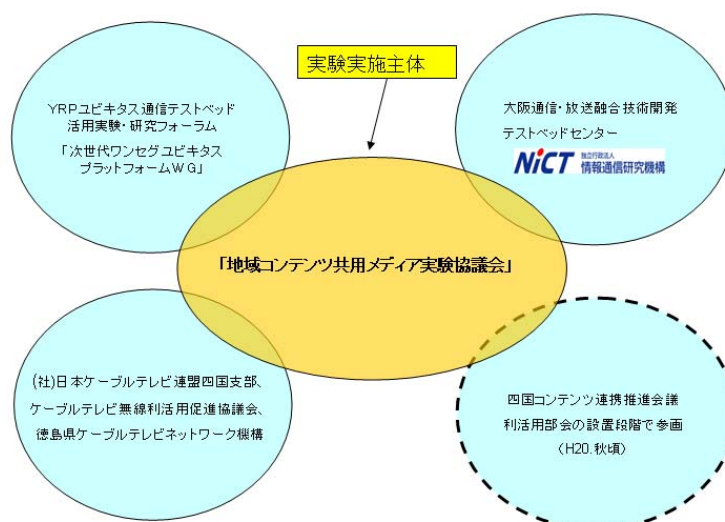 実験実施主体
YRPユビキタス通信テストベッド
活用実験・研究フォーラム
「次世代ワンセグユビキタス
プラットフォームWG」
大阪通信・放送融合技術開発
テストベッドセンター
NiCT 独立行政法人
情報通信研究機構
「地域コンテンツ共用メディア実験協議会」
(社)日本ケーブルテレビ連盟四国支部、
ケーブルテレビ無線利活用促進協議会、
徳島県ケーブルテレビネットワーク機構
四国コンテンツ連携推進会議
利活用部会の設置段階で参画
(H20.秋頃)